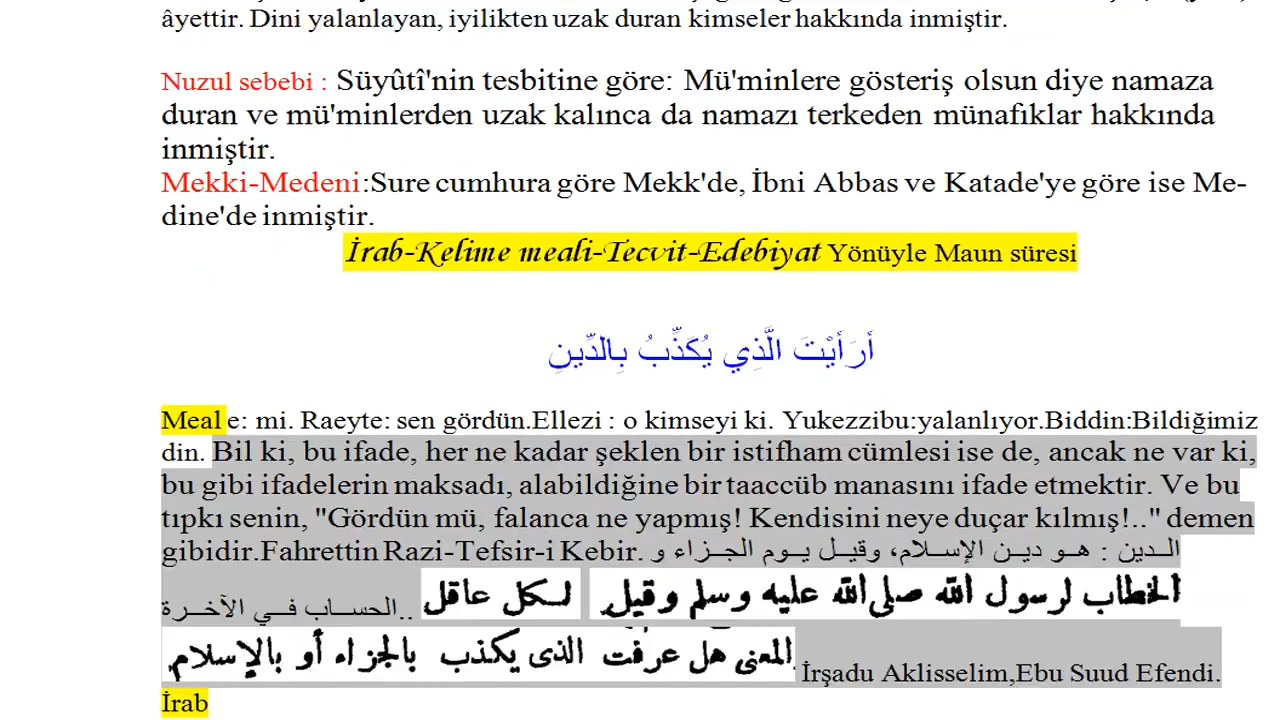 âyettir. Dini yalanlayan, iyilikten uzak duran kimseler hakkında inmiştir.
Nuzul sebebi : Süyûtî'nin tesbitine göre: Mü'minlere gösteriş olsun diye namaza
duran ve mü'minlerden uzak kalınca da namazı terkeden münafıklar hakkında
inmiştir.
Mekki-Medeni:Sure cumhura göre Mekk'de, İbni Abbas ve Katade'ye göre ise Me-
dine'de inmiştir.
İrab-Kelime meali-Tecvit-Edebiyat Yönüyle Maun süresi
أَرَأَيْتَ الَّذِي يُكَذِّبُ بِالدِّينِ
Meal e: mi. Raeyte: sen gördün.Ellezi : o kimseyi ki. Yukezzibu:yalanlıyor.Biddin:Bildiğimiz
din. Bil ki, bu ifade, her ne kadar şeklen bir istifham cümlesi ise de, ancak ne var ki,
bu gibi ifadelerin maksadı, alabildiğine bir taaccüb manasını ifade etmektir. Ve bu
tıpkı senin, "Gördün mü, falanca ne yapmış! Kendisini neye duçar kılmış!.." demen
gibidir.Fahrettin Razi-Tefsir-i Kebir. الدين : هو دين الإسلام، وقيل يوم الجزاء و
الخطاب لرسول الله صلى الله عليه وسلم وقيل لكل عاقل ..الحساب في الآخرة
المعنى هل عرفت الذى يكذب بالجزاء أو بالإسلام İrşadu Aklisselim,Ebu Suud Efendi.
İrab